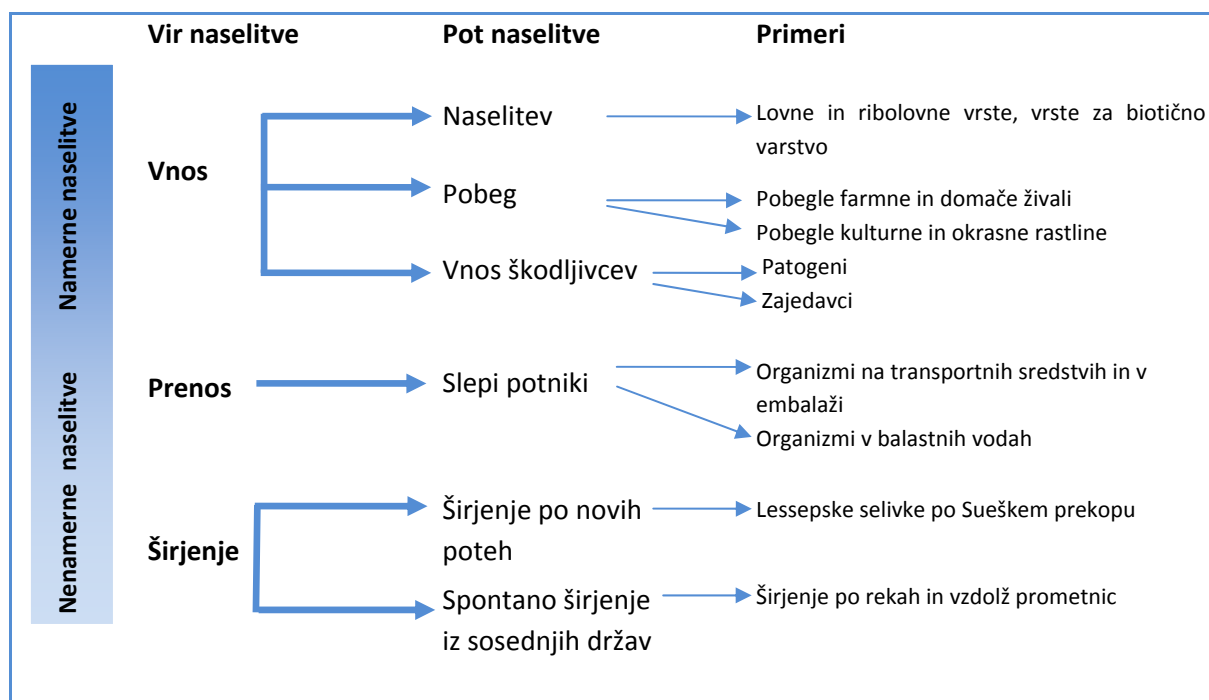 Vir naselitve
Pot naselitve
Primeri
Namerne naselitve
Nenamerne naselitve
Vnos
Naselitev
Lovne in ribolovne vrste, vrste za biotično
varstvo
Pobeg
Pobegle farmne in domače živali
Pobegle kulturne in okrasne rastline
Vnos škodljivcev
Patogeni
Zajedavci
Prenos
Slepi potniki
Organizmi na transportnih sredstvih in v
embalaži
Organizmi v balastnih vodah
Širjenje
Širjenje po novih
poteh
Lessepske selivke po Sueškem prekopu
Spontano širjenje
iz sosednjih držav
Širjenje po rekah in vzdolž prometnic